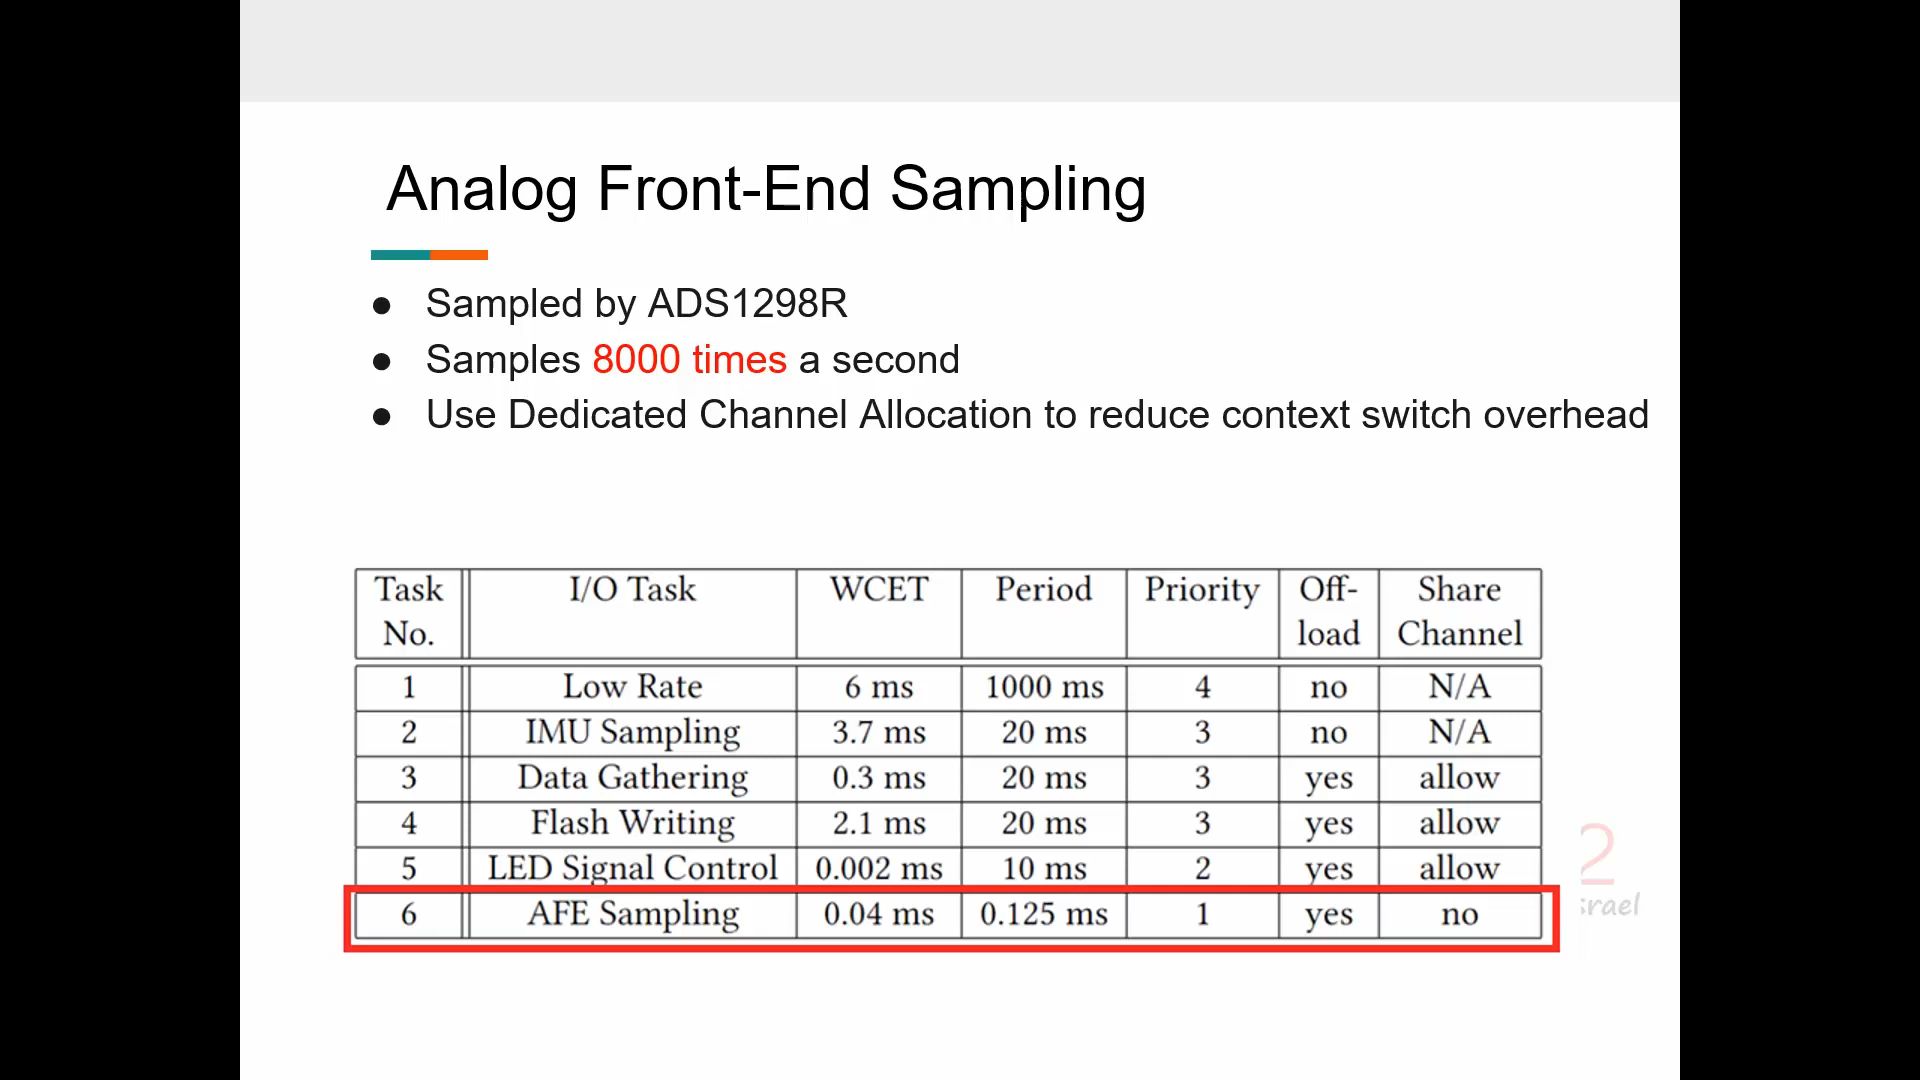 Analog Front-End Sampling
● Sampled by ADS1298R
● Samples 8000 times a second
● Use Dedicated Channel Allocation to reduce context switch overhead
Task No. I/O Task WCET Period Priority Off-load Share Channel
1 Low Rate 6 ms 1000 ms 4 no N/A
2 IMU Sampling 3.7 ms 20 ms 3 no N/A
3 Data Gathering 0.3 ms 20 ms 3 yes allow
4 Flash Writing 2.1 ms 20 ms 3 yes allow
5 LED Signal Control 0.002 ms 10 ms 2 yes allow
6 AFE Sampling 0.04 ms 0.125 ms 1 yes no
2